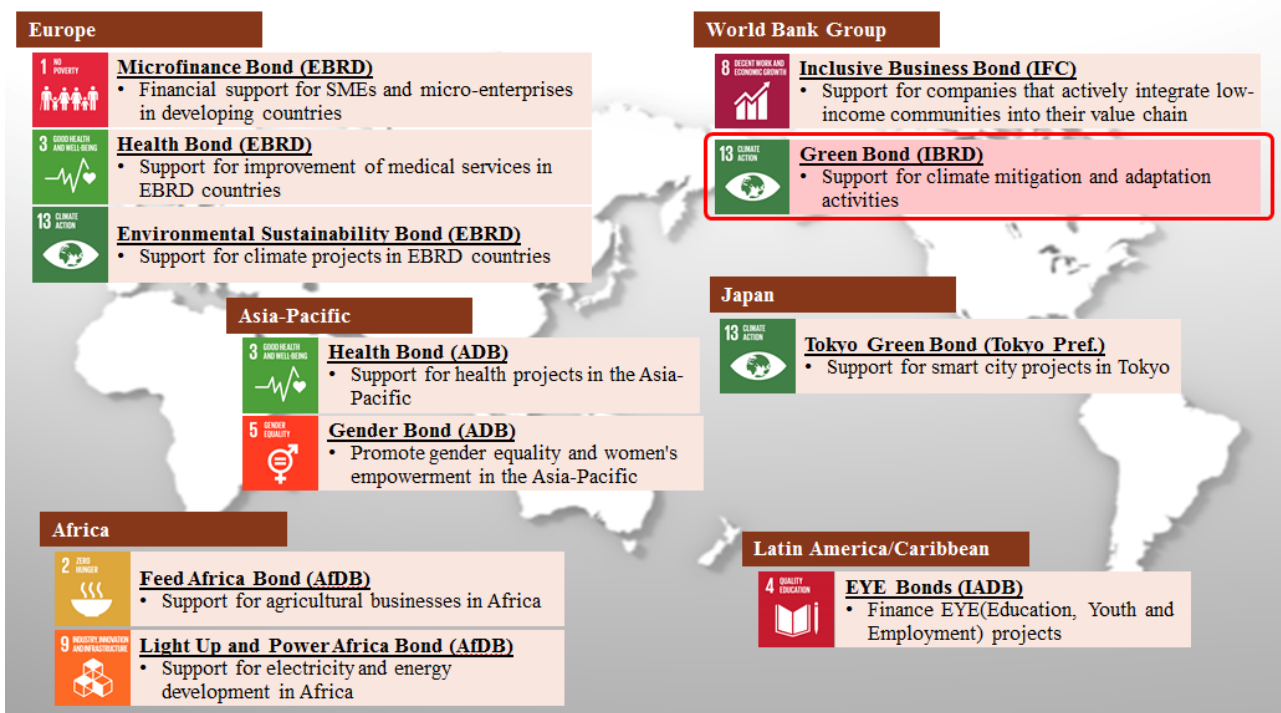 Europe
1 NO POVERTY
Microfinance Bond (EBRD)
• Financial support for SMEs and micro-enterprises
in developing countries
3 GOOD HEALTH AND WELL-BEING
Health Bond (EBRD)
• Support for improvement of medical services in
EBRD countries
13 CLIMATE ACTION
Environmental Sustainability Bond (EBRD)
• Support for climate projects in EBRD countries
World Bank Group
8 DECENT WORK AND ECONOMIC GROWTH
Inclusive Business Bond (IFC)
• Support for companies that actively integrate low-
income communities into their value chain
13 CLIMATE ACTION
Green Bond (IBRD)
• Support for climate mitigation and adaptation
activities
Asia-Pacific
3 GOOD HEALTH AND WELL-BEING
Health Bond (ADB)
• Support for health projects in the Asia-
Pacific
5 GENDER EQUALITY
Gender Bond (ADB)
• Promote gender equality and women's
empowerment in the Asia-Pacific
Japan
13 CLIMATE ACTION
Tokyo Green Bond (Tokyo Pref.)
• Support for smart city projects in Tokyo
Africa
2 ZERO HUNGER
Feed Africa Bond (AfDB)
• Support for agricultural businesses in Africa
9 INDUSTRY, INNOVATION AND INFRASTRUCTURE
Light Up and Power Africa Bond (AfDB)
• Support for electricity and energy
development in Africa
Latin America/Caribbean
4 QUALITY EDUCATION
EYE Bonds (IADB)
• Finance EYE(Education, Youth and
Employment) projects